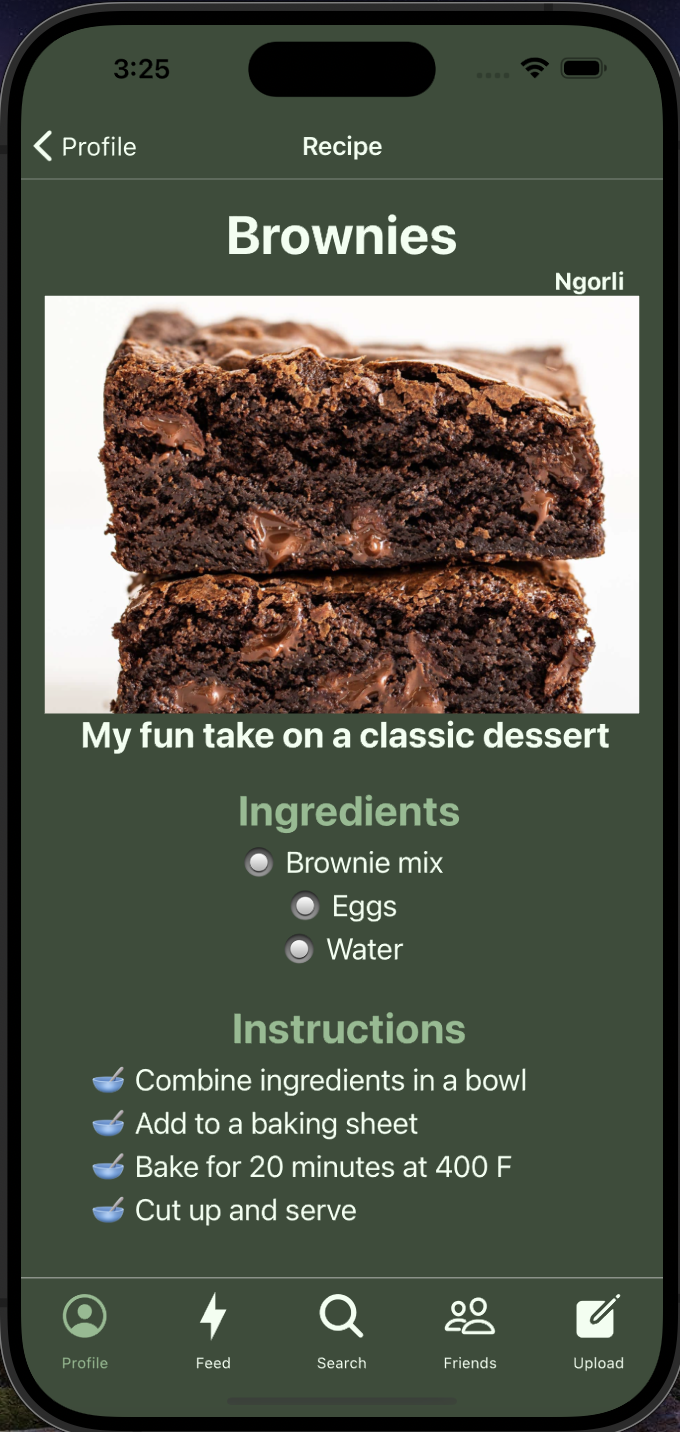 3:25
Profile
Recipe
Brownies
Ngorli
My fun take on a classic dessert
Ingredients
Brownie mix
Eggs
Water
Instructions
Combine ingredients in a bowl
Add to a baking sheet
Bake for 20 minutes at 400 F
Cut up and serve
Profile Feed Search Friends Upload